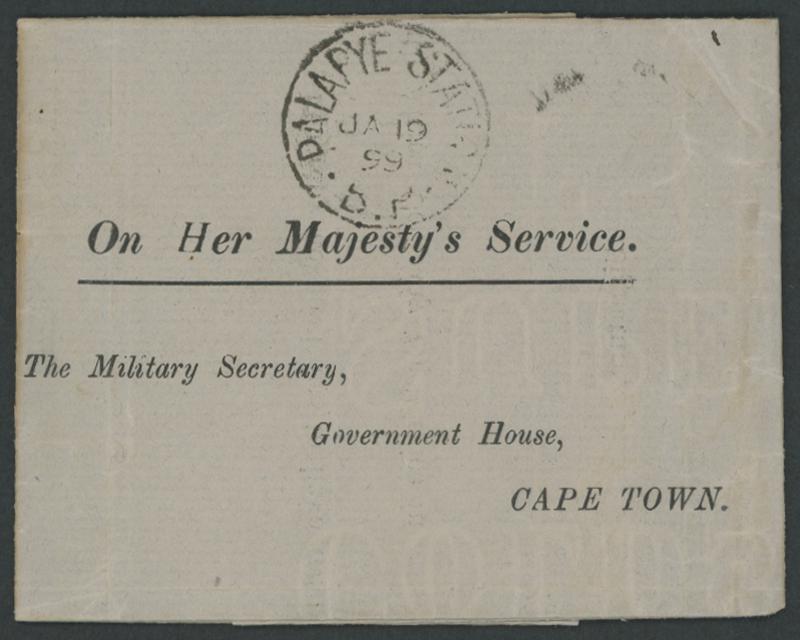 PALAPYE STATION
JA 19
99
B.P.
On Her Majesty's Service.
The Military Secretary,
Government House,
CAPE TOWN.